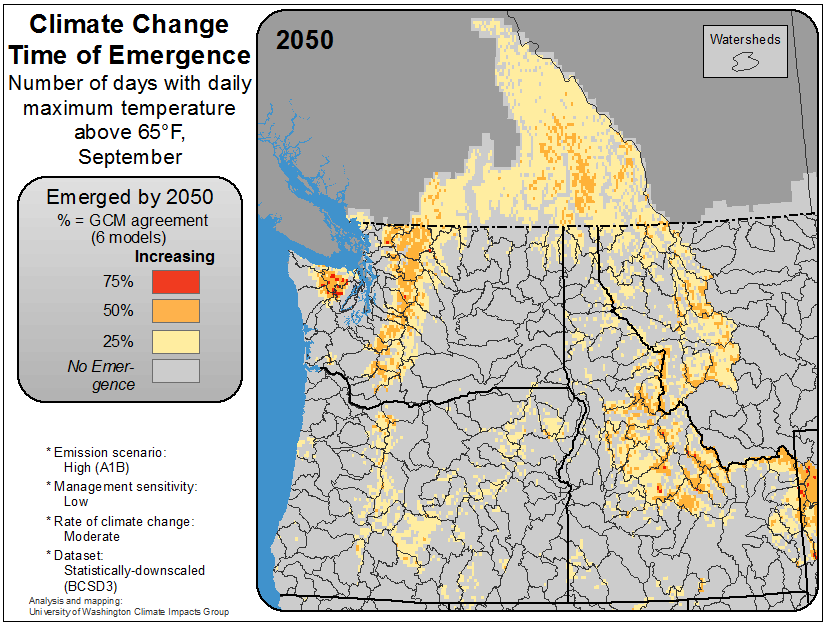 Climate Change
Time of Emergence
Number of days with daily
maximum temperature
above 65°F,
September
Emerged by 2050
% = GCM agreement
(6 models)
Increasing
75%
50%
25%
No Emer-
gence
* Emission scenario:
High (A1B)
* Management sensitivity:
Low
* Rate of climate change:
Moderate
* Dataset:
Statistically-downscaled
(BCSD3)
Analysis and mapping:
University of Washington Climate Impacts Group
2050
Watersheds